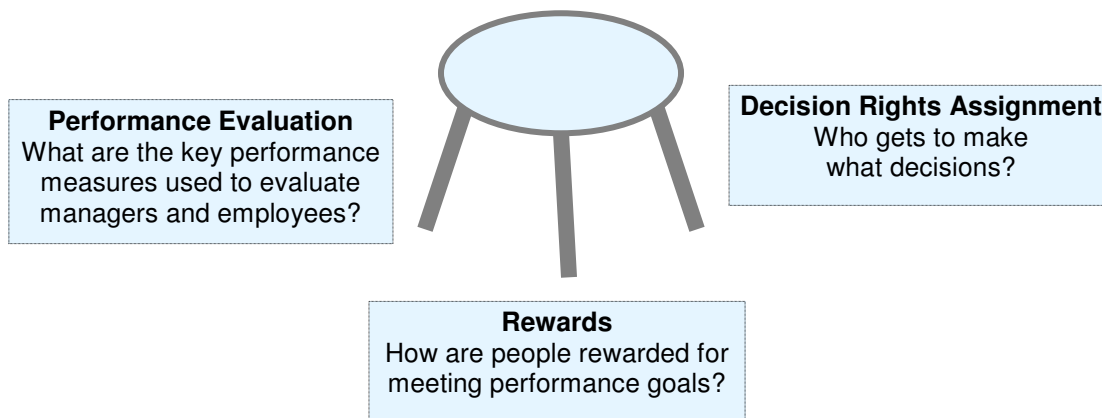 Performance Evaluation
What are the key performance
measures used to evaluate
managers and employees?
Decision Rights Assignment
Who gets to make
what decisions?
Rewards
How are people rewarded for
meeting performance goals?